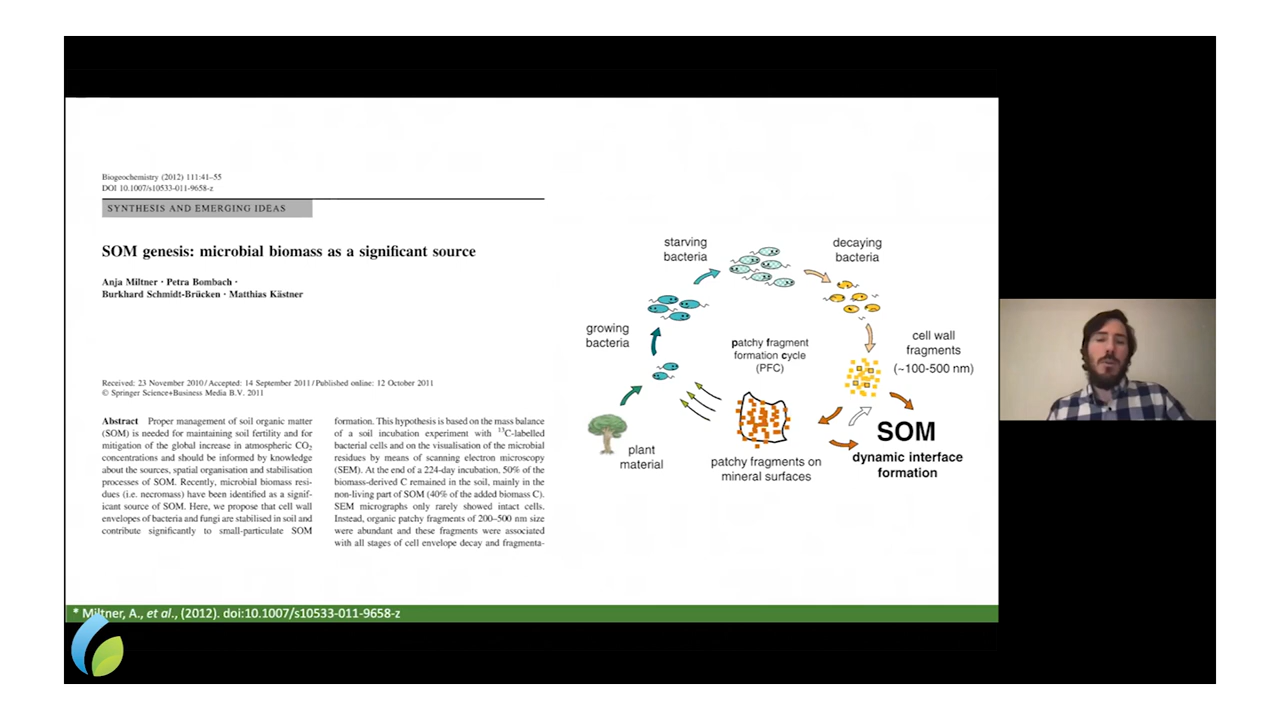 Biogeochemistry (2012) 111:41–55
DOI 10.1007/s10533-011-9658-z
SYNTHESIS AND EMERGING IDEAS
SOM genesis: microbial biomass as a significant source
Anja Miltner · Petra Bombach ·
Burkhard Schmidt-Brücken · Matthias Kästner
Received: 23 November 2010 / Accepted: 14 September 2011 / Published online: 12 October 2011
© Springer Science+Business Media B.V. 2011
Abstract Proper management of soil organic matter
(SOM) is needed for maintaining soil fertility and for
mitigation of the global increase in atmospheric CO2
concentrations and should be informed by knowledge
about the sources, spatial organisation and stabilisation
processes of SOM. Recently, microbial biomass resi-
dues (i.e. necromass) have been identified as a signif-
icant source of SOM. Here, we propose that cell wall
envelopes of bacteria and fungi are stabilised in soil and
contribute significantly to small-particulate SOM
formation. This hypothesis is based on the mass balance
of a soil incubation experiment with 13C-labelled
bacterial cells and on the visualisation of the microbial
residues by means of scanning electron microscopy
(SEM). At the end of a 224-day incubation, 50% of the
biomass-derived C remained in the soil, mainly in the
non-living part of SOM (40% of the added biomass C).
SEM micrographs only rarely showed intact cells.
Instead, organic patchy fragments of 200–500 nm size
were abundant and these fragments were associated
with all stages of cell envelope decay and fragmenta-
starving
bacteria
decaying
bacteria
growing
bacteria
patchy fragment
formation cycle
(PFC)
cell wall
fragments
(~100-500 nm)
plant
material
patchy fragments on
mineral surfaces
SOM
dynamic interface
formation
* Miltner, A., et al., (2012). doi:10.1007/s10533-011-9658-z